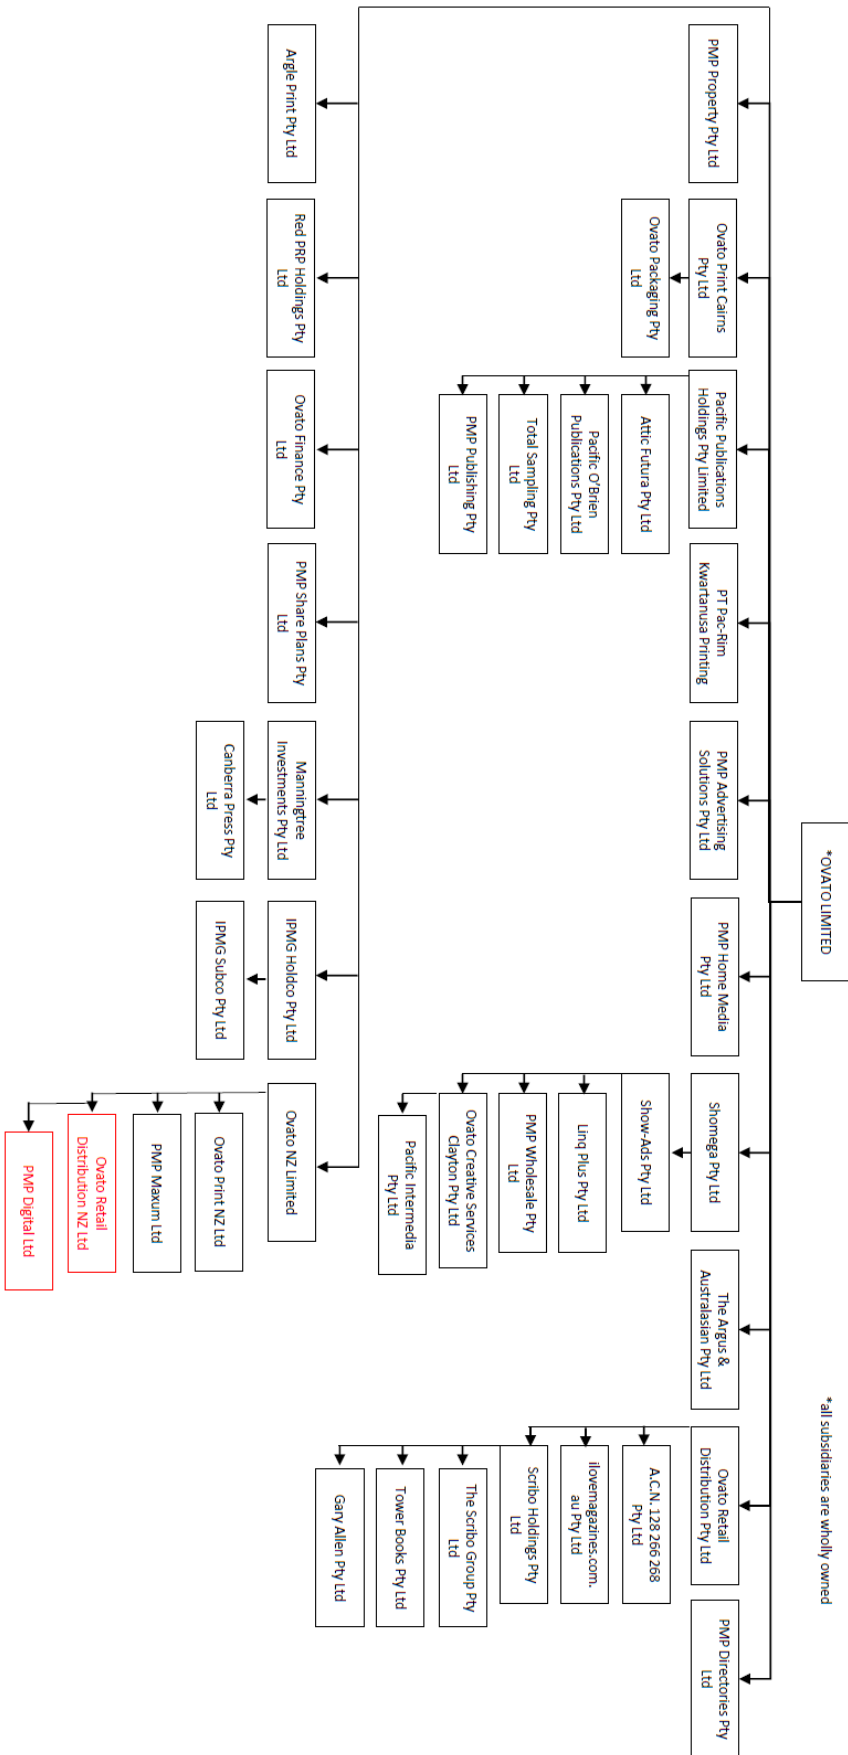 *OVATO LIMITED
*all subsidiaries are wholly owned
PMP Property Pty Ltd
Ovato Print Cairns
Pty Ltd
Ovato Packaging Pty
Ltd
Pacific Publications
Holdings Pty Limited
Attic Futura Pty Ltd
Pacific O'Brien
Publications Pty Ltd
Total Sampling Pty
Ltd
PMP Publishing Pty
Ltd
PT Pac-Rim
Kwartanusa Printing
PMP Advertising
Solutions Pty Ltd
PMP Home Media
Pty Ltd
Shomega Pty Ltd
Show-Ads Pty Ltd
Linq Plus Pty Ltd
PMP Wholesale Pty
Ltd
Ovato Creative Services
Clayton Pty Ltd
Pacific Intermedia
Pty Ltd
The Argus &
Australasian Pty Ltd
Ovato Retail
Distribution Pty Ltd
A.C.N. 128 266 268
Pty Ltd
ilovemagazines.com.
au Pty Ltd
Scribo Holdings Pty
Ltd
The Scribo Group Pty
Ltd
Tower Books Pty Ltd
Gary Allen Pty Ltd
PMP Directories Pty
Ltd
Argle Print Pty Ltd
Red PRP Holdings Pty
Ltd
Ovato Finance Pty
Ltd
PMP Share Plans Pty
Ltd
Manningtree
Investments Pty Ltd
Canberra Press Pty
Ltd
IPMG Holdco Pty Ltd
IPMG Subco Pty Ltd
Ovato NZ Limited
Ovato Print NZ Ltd
PMP Maxum Ltd
Ovato Retail
Distribution NZ Ltd
PMP Digital Ltd